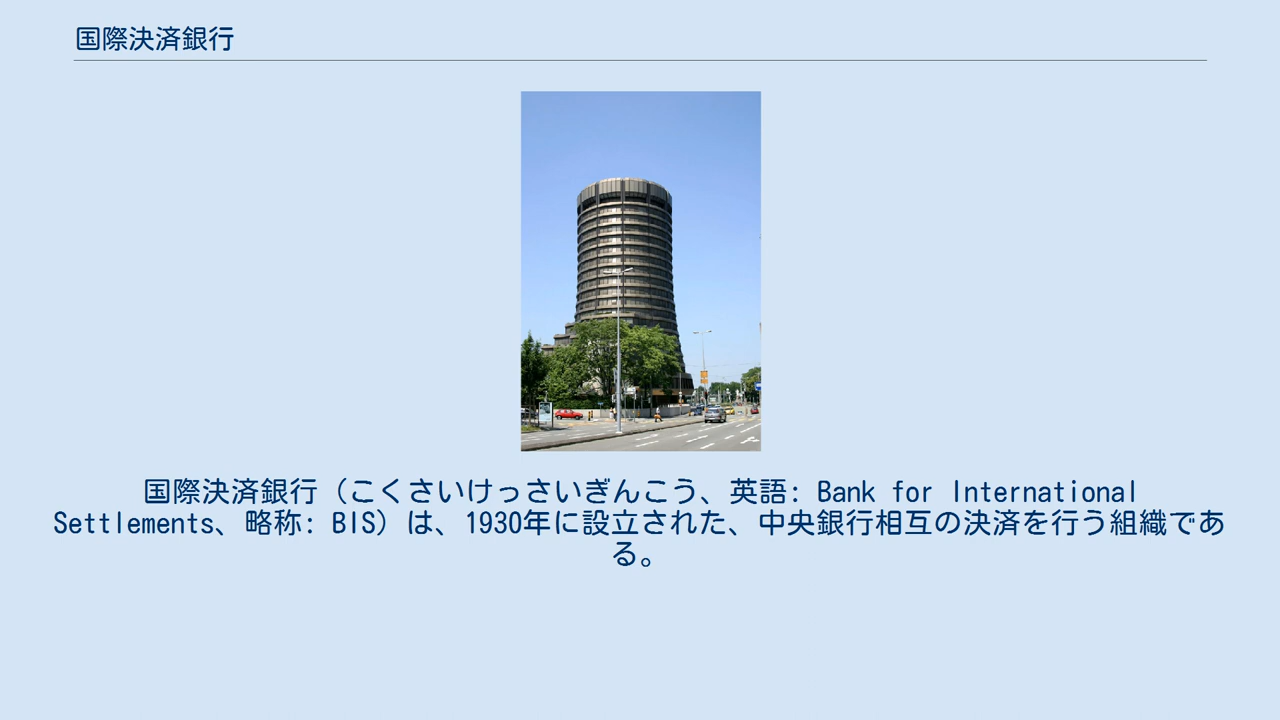 国際決済銀行
国際決済銀行（こくさいけっさいぎんこう、英語: Bank for International
Settlements、略称: BIS）は、1930年に設立された、中央銀行相互の決済を行う組織であ
る。